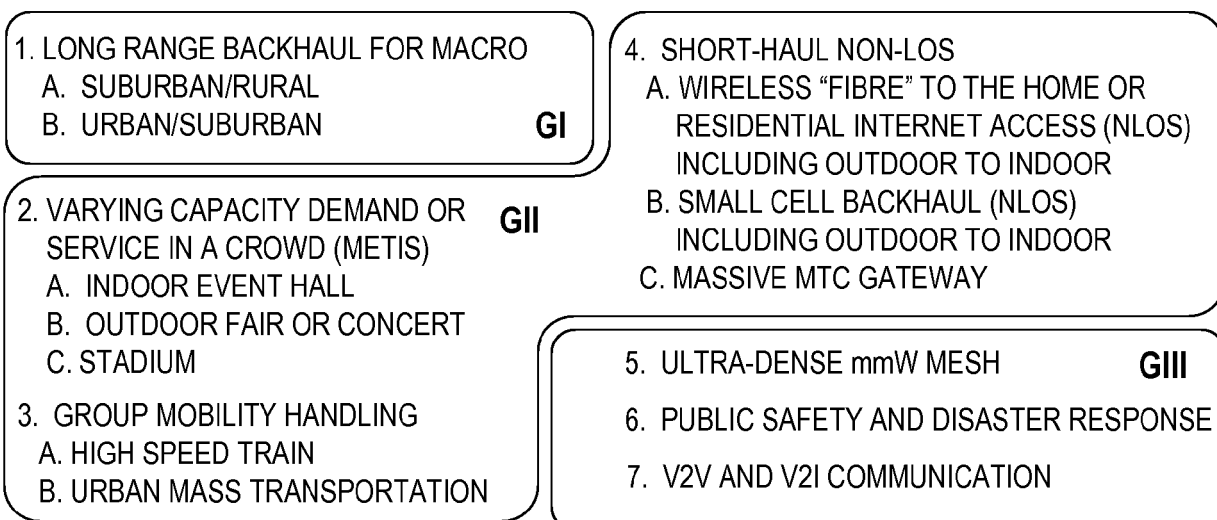 1. LONG RANGE BACKHAUL FOR MACRO
A. SUBURBAN/RURAL
B. URBAN/SUBURBAN
GI
2. VARYING CAPACITY DEMAND OR
SERVICE IN A CROWD (METIS)
GII
A. INDOOR EVENT HALL
B. OUTDOOR FAIR OR CONCERT
C. STADIUM
3. GROUP MOBILITY HANDLING
A. HIGH SPEED TRAIN
B. URBAN MASS TRANSPORTATION
4. SHORT-HAUL NON-LOS
A. WIRELESS “FIBRE” TO THE HOME OR
RESIDENTIAL INTERNET ACCESS (NLOS)
INCLUDING OUTDOOR TO INDOOR
B. SMALL CELL BACKHAUL (NLOS)
INCLUDING OUTDOOR TO INDOOR
C. MASSIVE MTC GATEWAY
5. ULTRA-DENSE mmW MESH
GIII
6. PUBLIC SAFETY AND DISASTER RESPONSE
7. V2V AND V2I COMMUNICATION